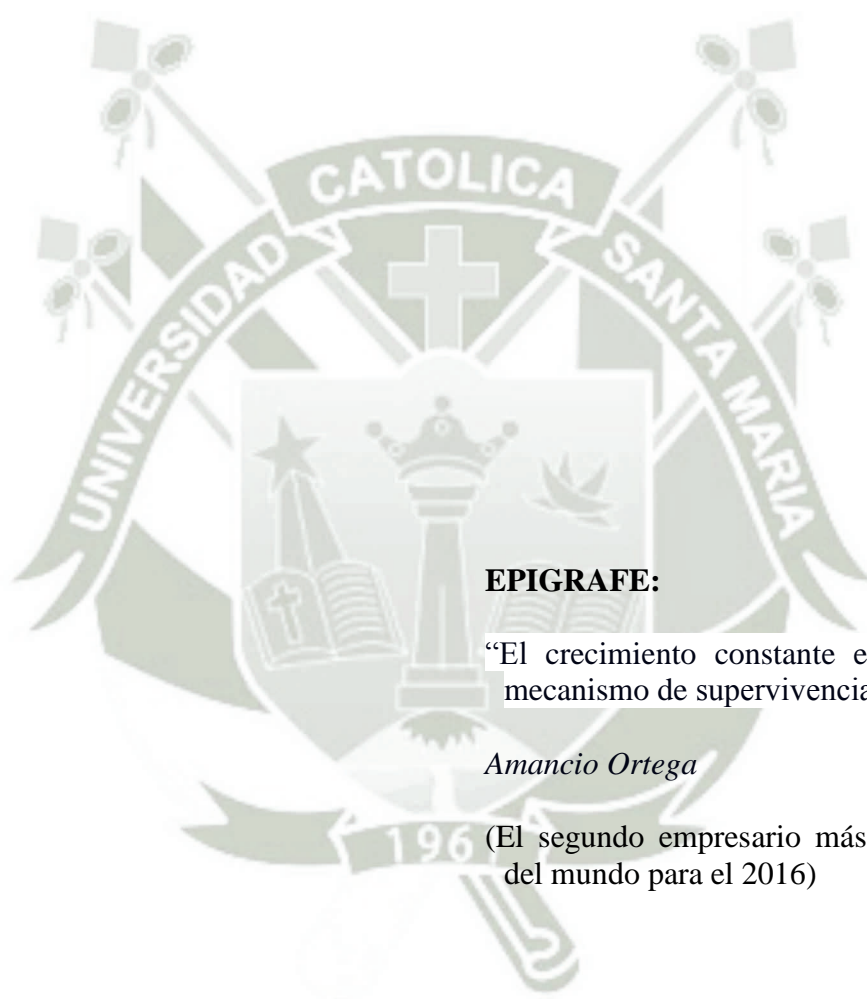 UNIVERSIDAD CATOLICA SANTA MARIA
EPIGRAFE:
“El crecimiento constante e
mecanismo de supervivencia
Amancio Ortega
(El segundo empresario más
del mundo para el 2016)
196